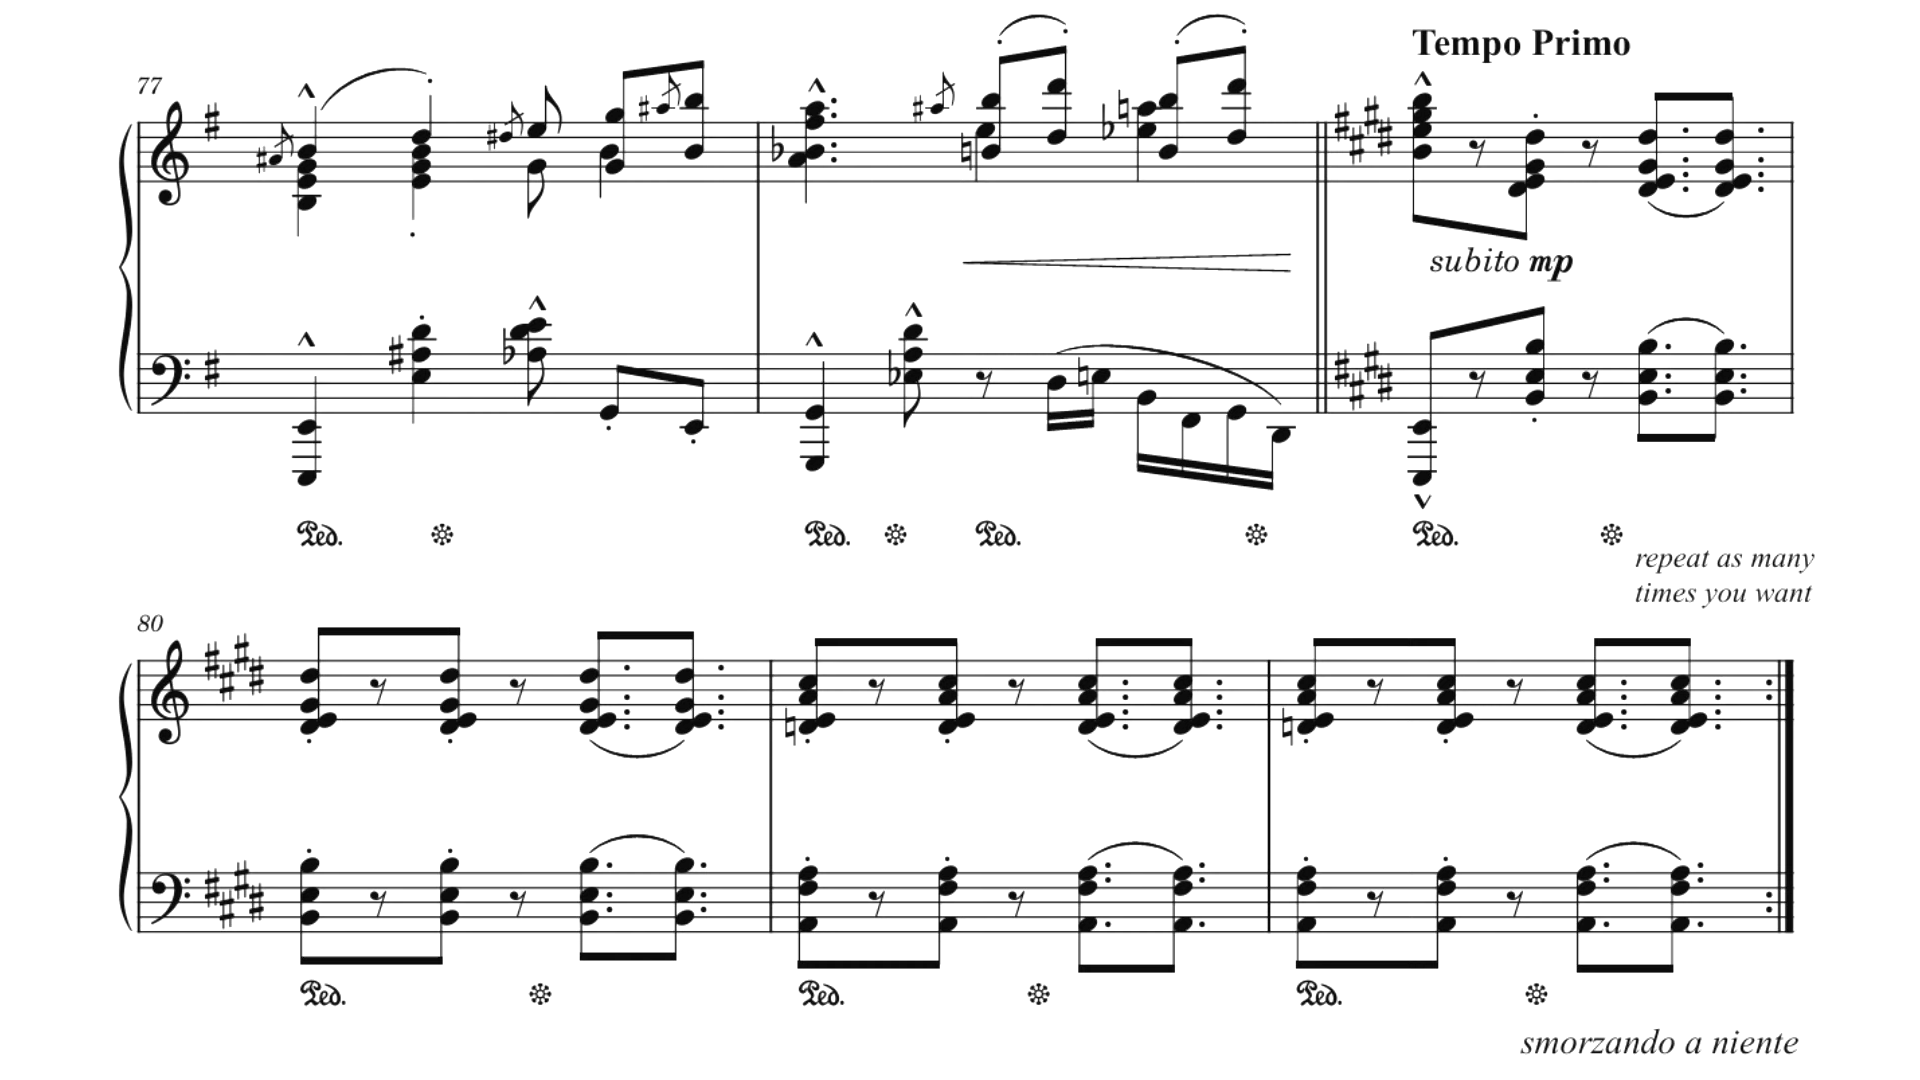 Tempo Primo
77
subito mp
Ped. Ped. Ped. Ped.
repeat as many
times you want
80
Ped. Ped. Ped.
smorzando a niente